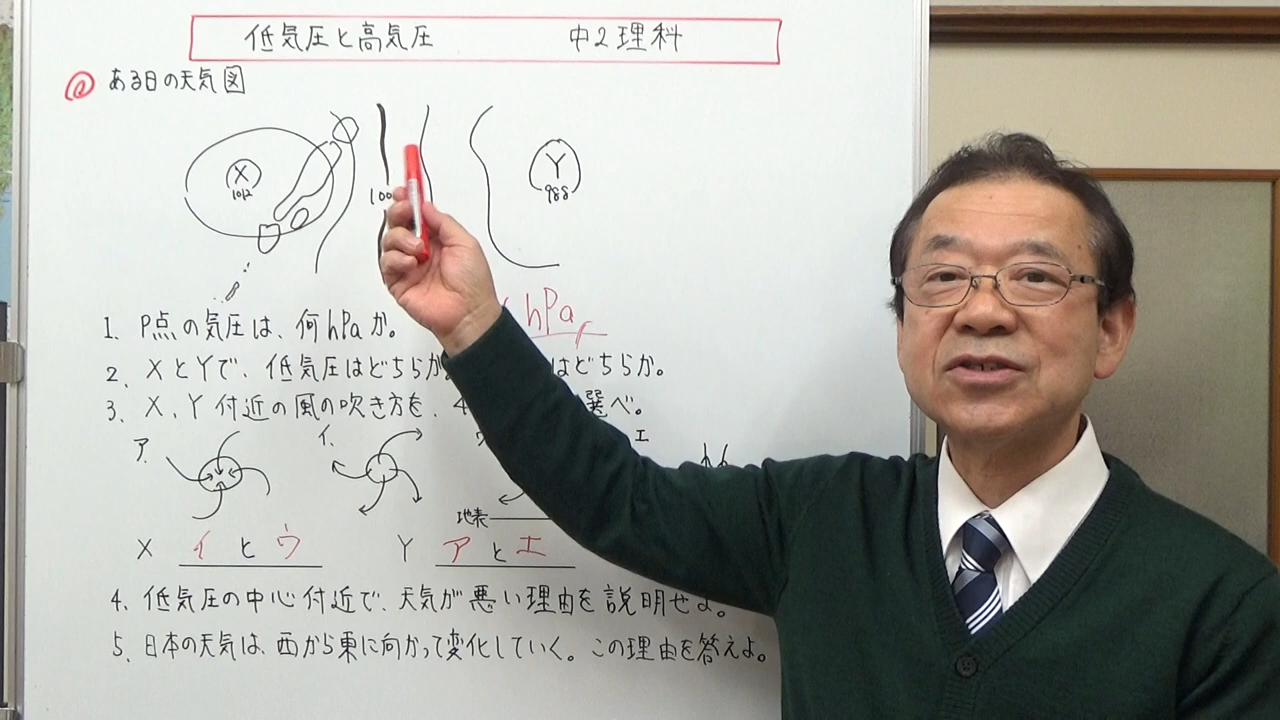 低気圧と高気圧 中2理科
@ ある日の天気図
X
1012
100
Y
988
hPa
1. P点の気圧は、何hPaか。
2. XとYで、低気圧はどちらか はどちらか。
3. X、Y付近の風の吹き方を、 選べ。
ア. イ. エ
地表
X イとウ Y アとエ
4. 低気圧の中心付近で、天気が悪い理由を説明せよ。
5. 日本の天気は、西から東に向かって変化していく。この理由を答えよ。